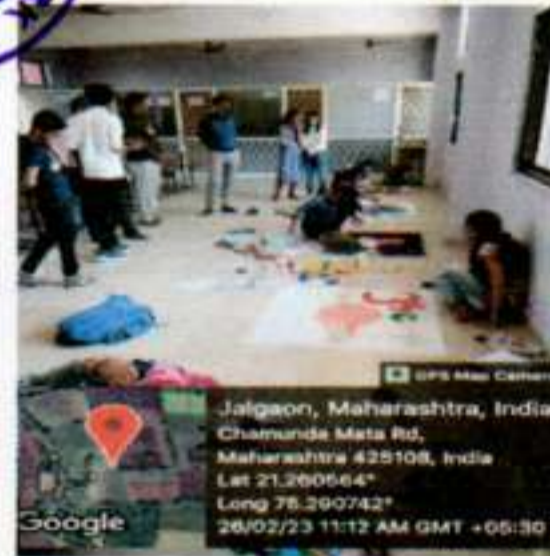 GPS Map Camera
Jalgaon, Maharashtra, India
Chamunda Mata Rd,
Maharashtra 425108, India
Lat 21.260564°
Long 75.290742°
26/02/23 11:12 AM GMT +05:30
Google